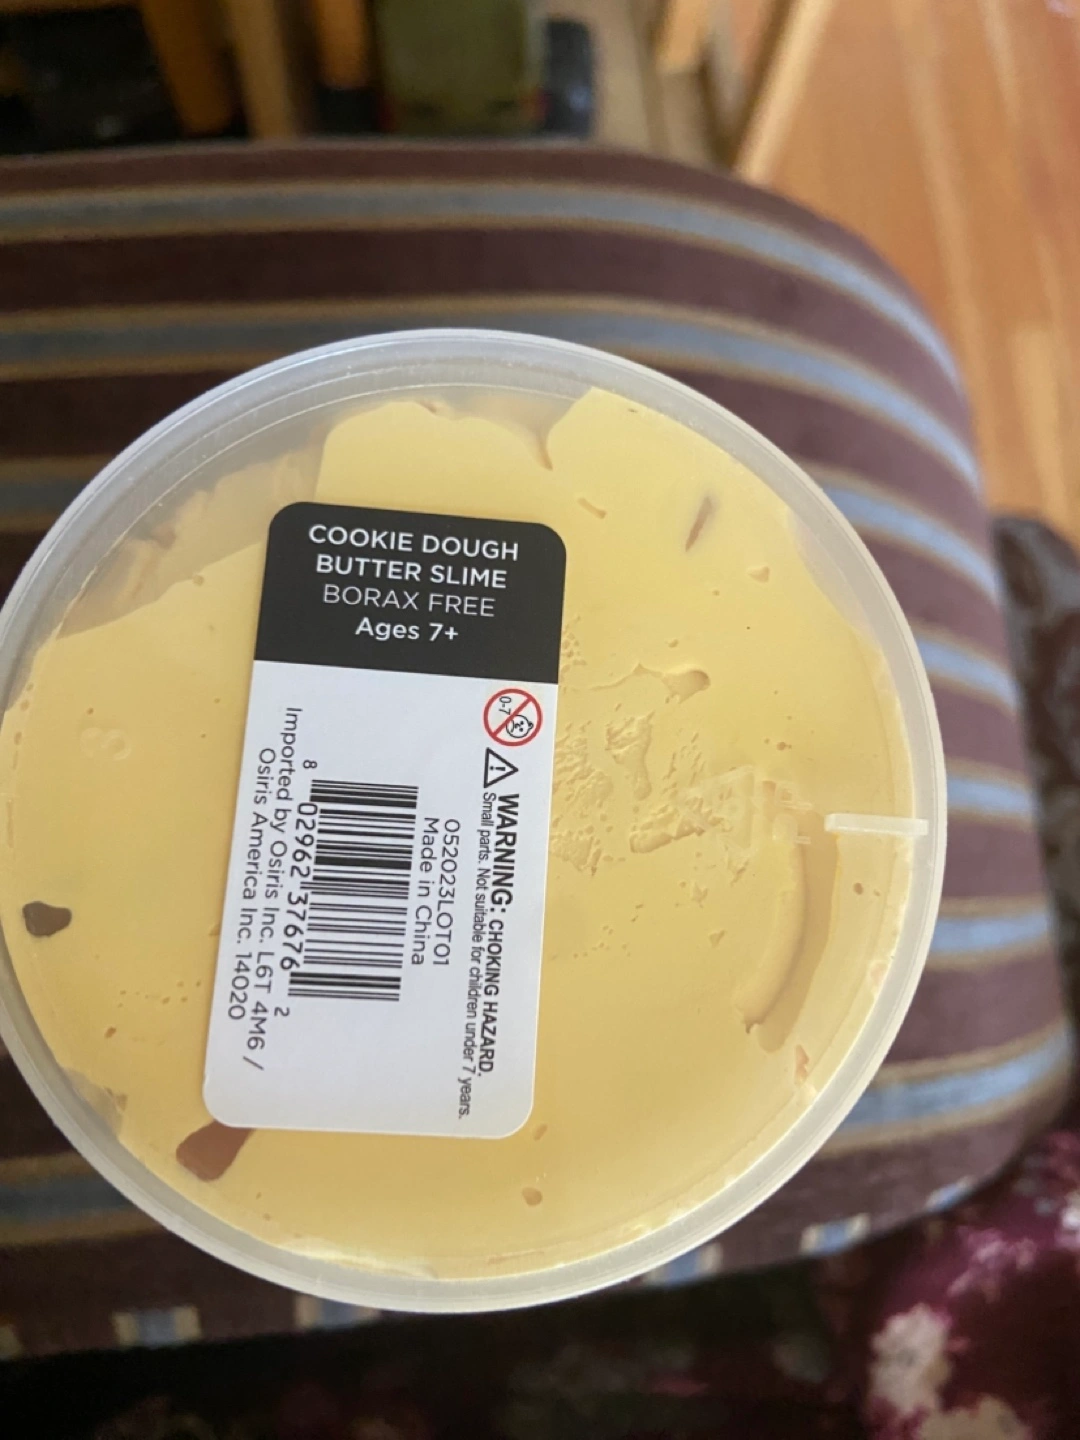 COOKIE DOUGH
BUTTER SLIME
BORAX FREE
Ages 7+
0-7
WARNING: CHOKING HAZARD.
Small parts. Not suitable for children under 7 years.
052023LOT01
Made in China
8 02962 37676 2
Imported by Osiris Inc. L6T 4M6 /
Osiris America Inc. 14020